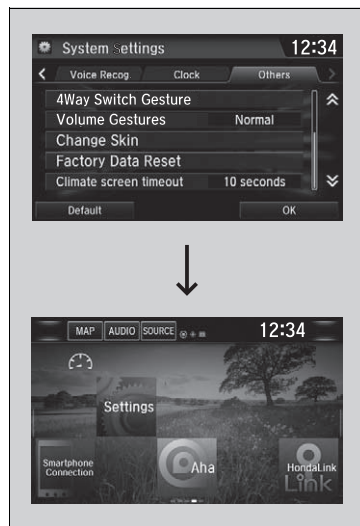 System Settings 12:34
Voice Recog. Clock Others
4Way Switch Gesture
Volume Gestures Normal
Change Skin
Factory Data Reset
Climate screen timeout 10 seconds
Default OK
MAP AUDIO SOURCE 12:34
Settings
Smartphone
Connection
Aha
HondaLink
Link